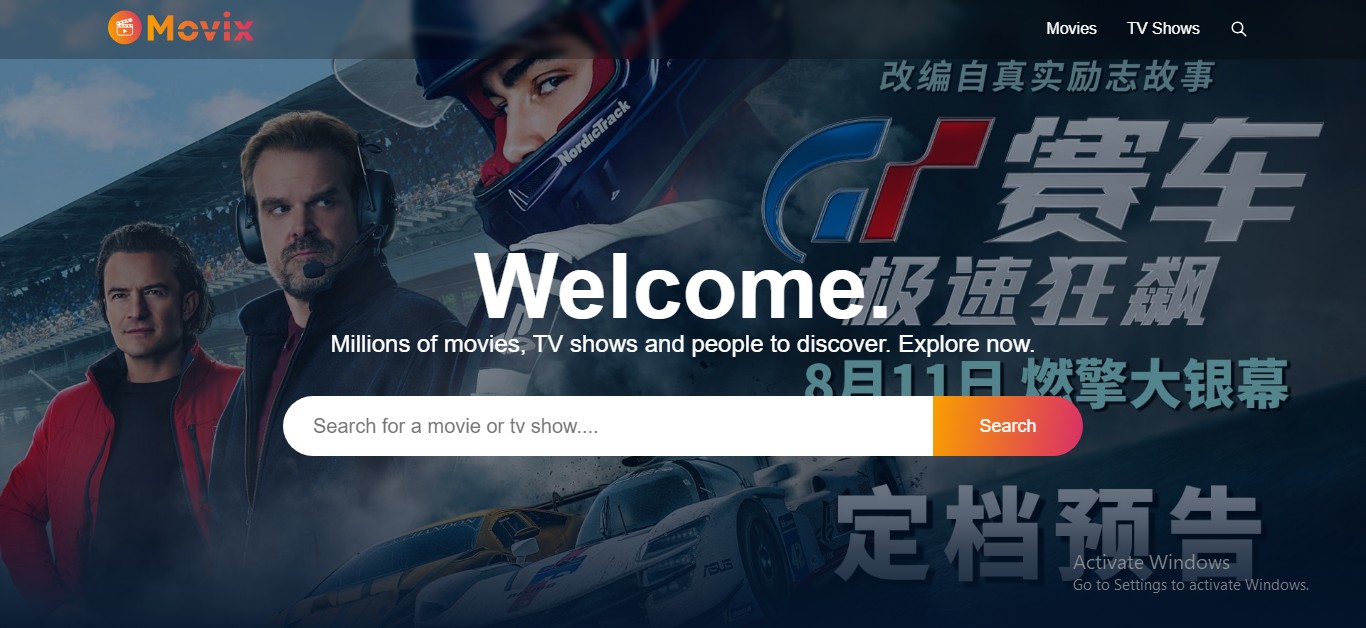 Movix
Movies
TV Shows
改编自真实励志故事
NordicTrack
GT 赛车
极速狂飙
Welcome.
Millions of movies, TV shows and people to discover. Explore now.
8月11日 燃擎大银幕
Search for a movie or tv show....
Search
定档预告
ASUS
Activate Windows
Go to Settings to activate Windows.